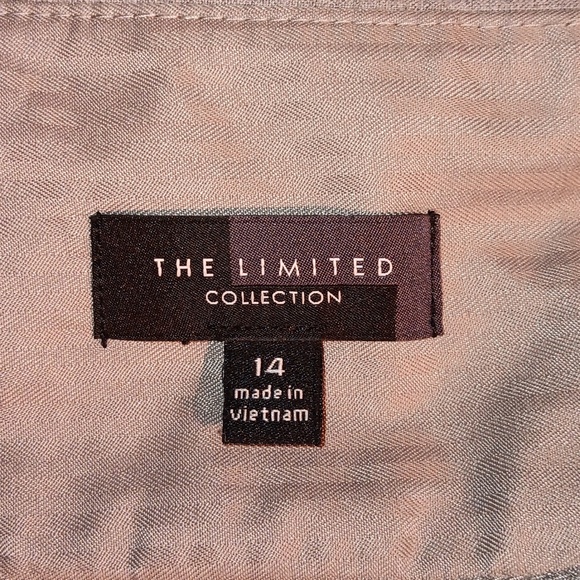 THE LIMITED
COLLECTION
14
made in
vietnam